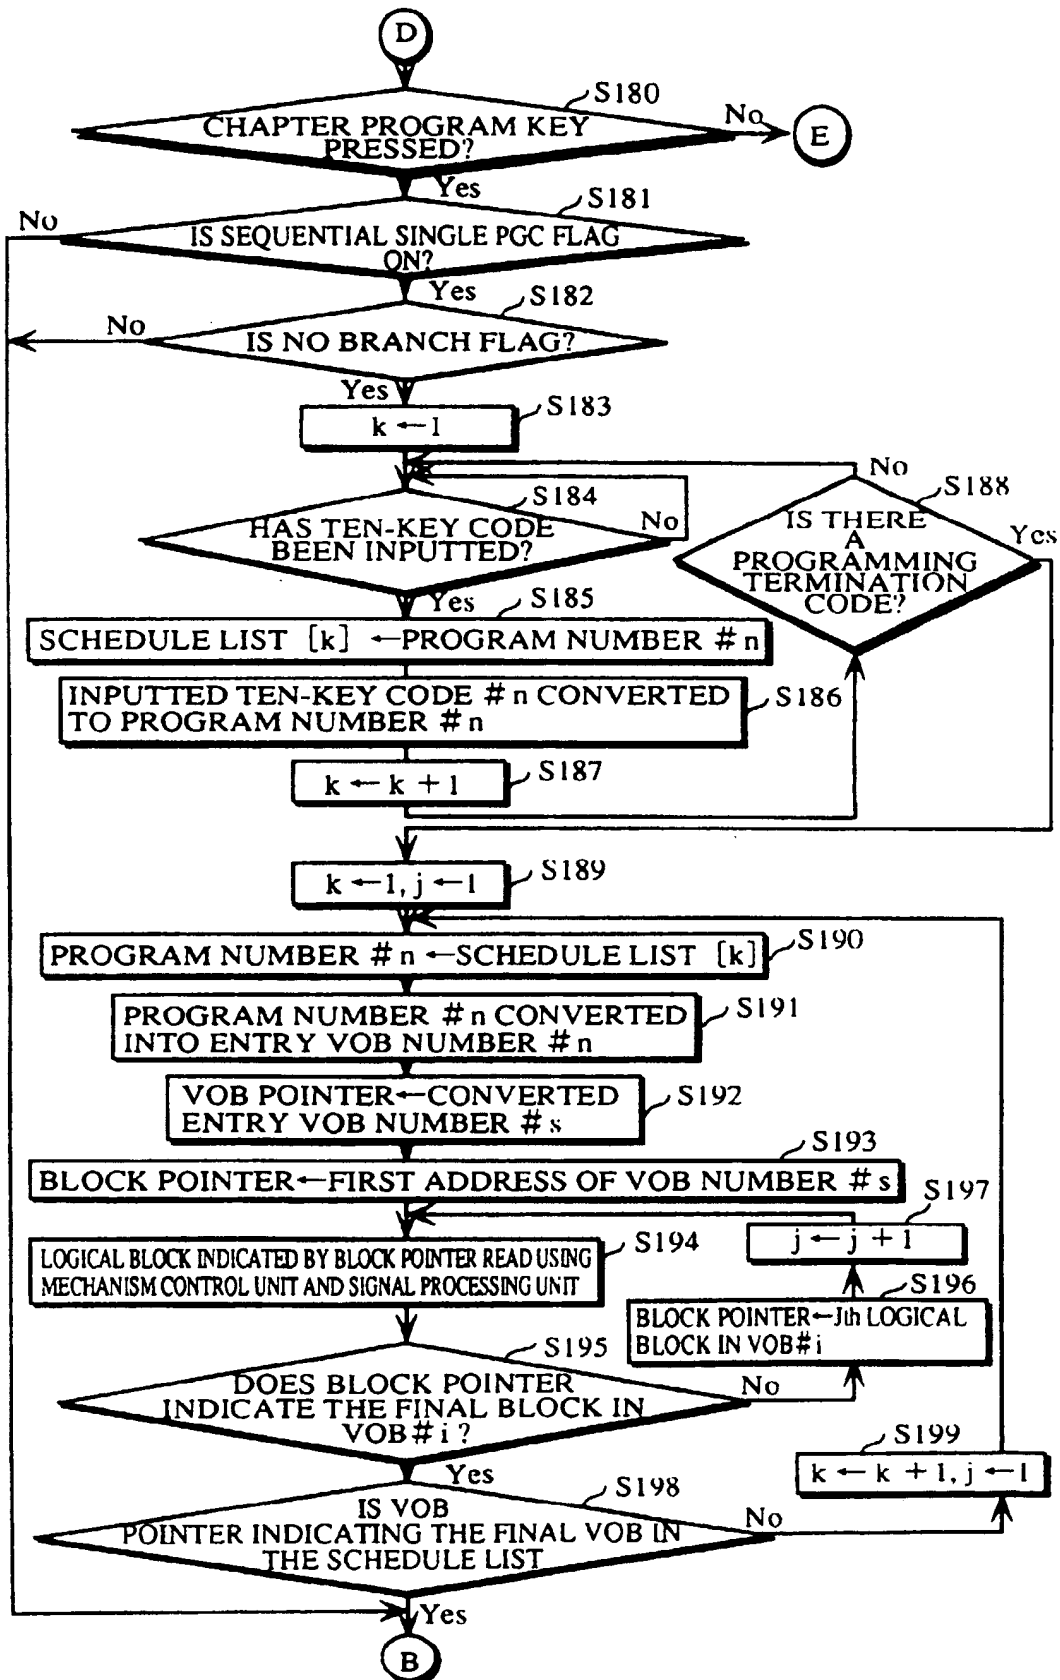 D
S180
CHAPTER PROGRAM KEY
PRESSED?
No
E
Yes
S181
No
IS SEQUENTIAL SINGLE PGC FLAG
ON?
Yes
S182
No
IS NO BRANCH FLAG?
Yes
S183
k ← 1
No
S184
S188
HAS TEN-KEY CODE
BEEN INPUTTED?
No
IS THERE
A
PROGRAMMING
TERMINATION
CODE?
Yes
Yes
S185
SCHEDULE LIST [k] ←PROGRAM NUMBER #n
INPUTTED TEN-KEY CODE #n CONVERTED
TO PROGRAM NUMBER #n
S186
k ← k + 1
S187
k ←1, j ←1
S189
PROGRAM NUMBER #n ←SCHEDULE LIST [k]
S190
PROGRAM NUMBER #n CONVERTED
INTO ENTRY VOB NUMBER #n
S191
VOB POINTER←CONVERTED
ENTRY VOB NUMBER #s
S192
S193
BLOCK POINTER←FIRST ADDRESS OF VOB NUMBER #s
S197
j ← j + 1
LOGICAL BLOCK INDICATED BY BLOCK POINTER READ USING
MECHANISM CONTROL UNIT AND SIGNAL PROCESSING UNIT
S194
S196
BLOCK POINTER←Jth LOGICAL
BLOCK IN VOB#i
S195
DOES BLOCK POINTER
INDICATE THE FINAL BLOCK IN
VOB#i?
No
Yes
S199
k ← k + 1, j ←1
S198
IS VOB
POINTER INDICATING THE FINAL VOB IN
THE SCHEDULE LIST
No
Yes
B